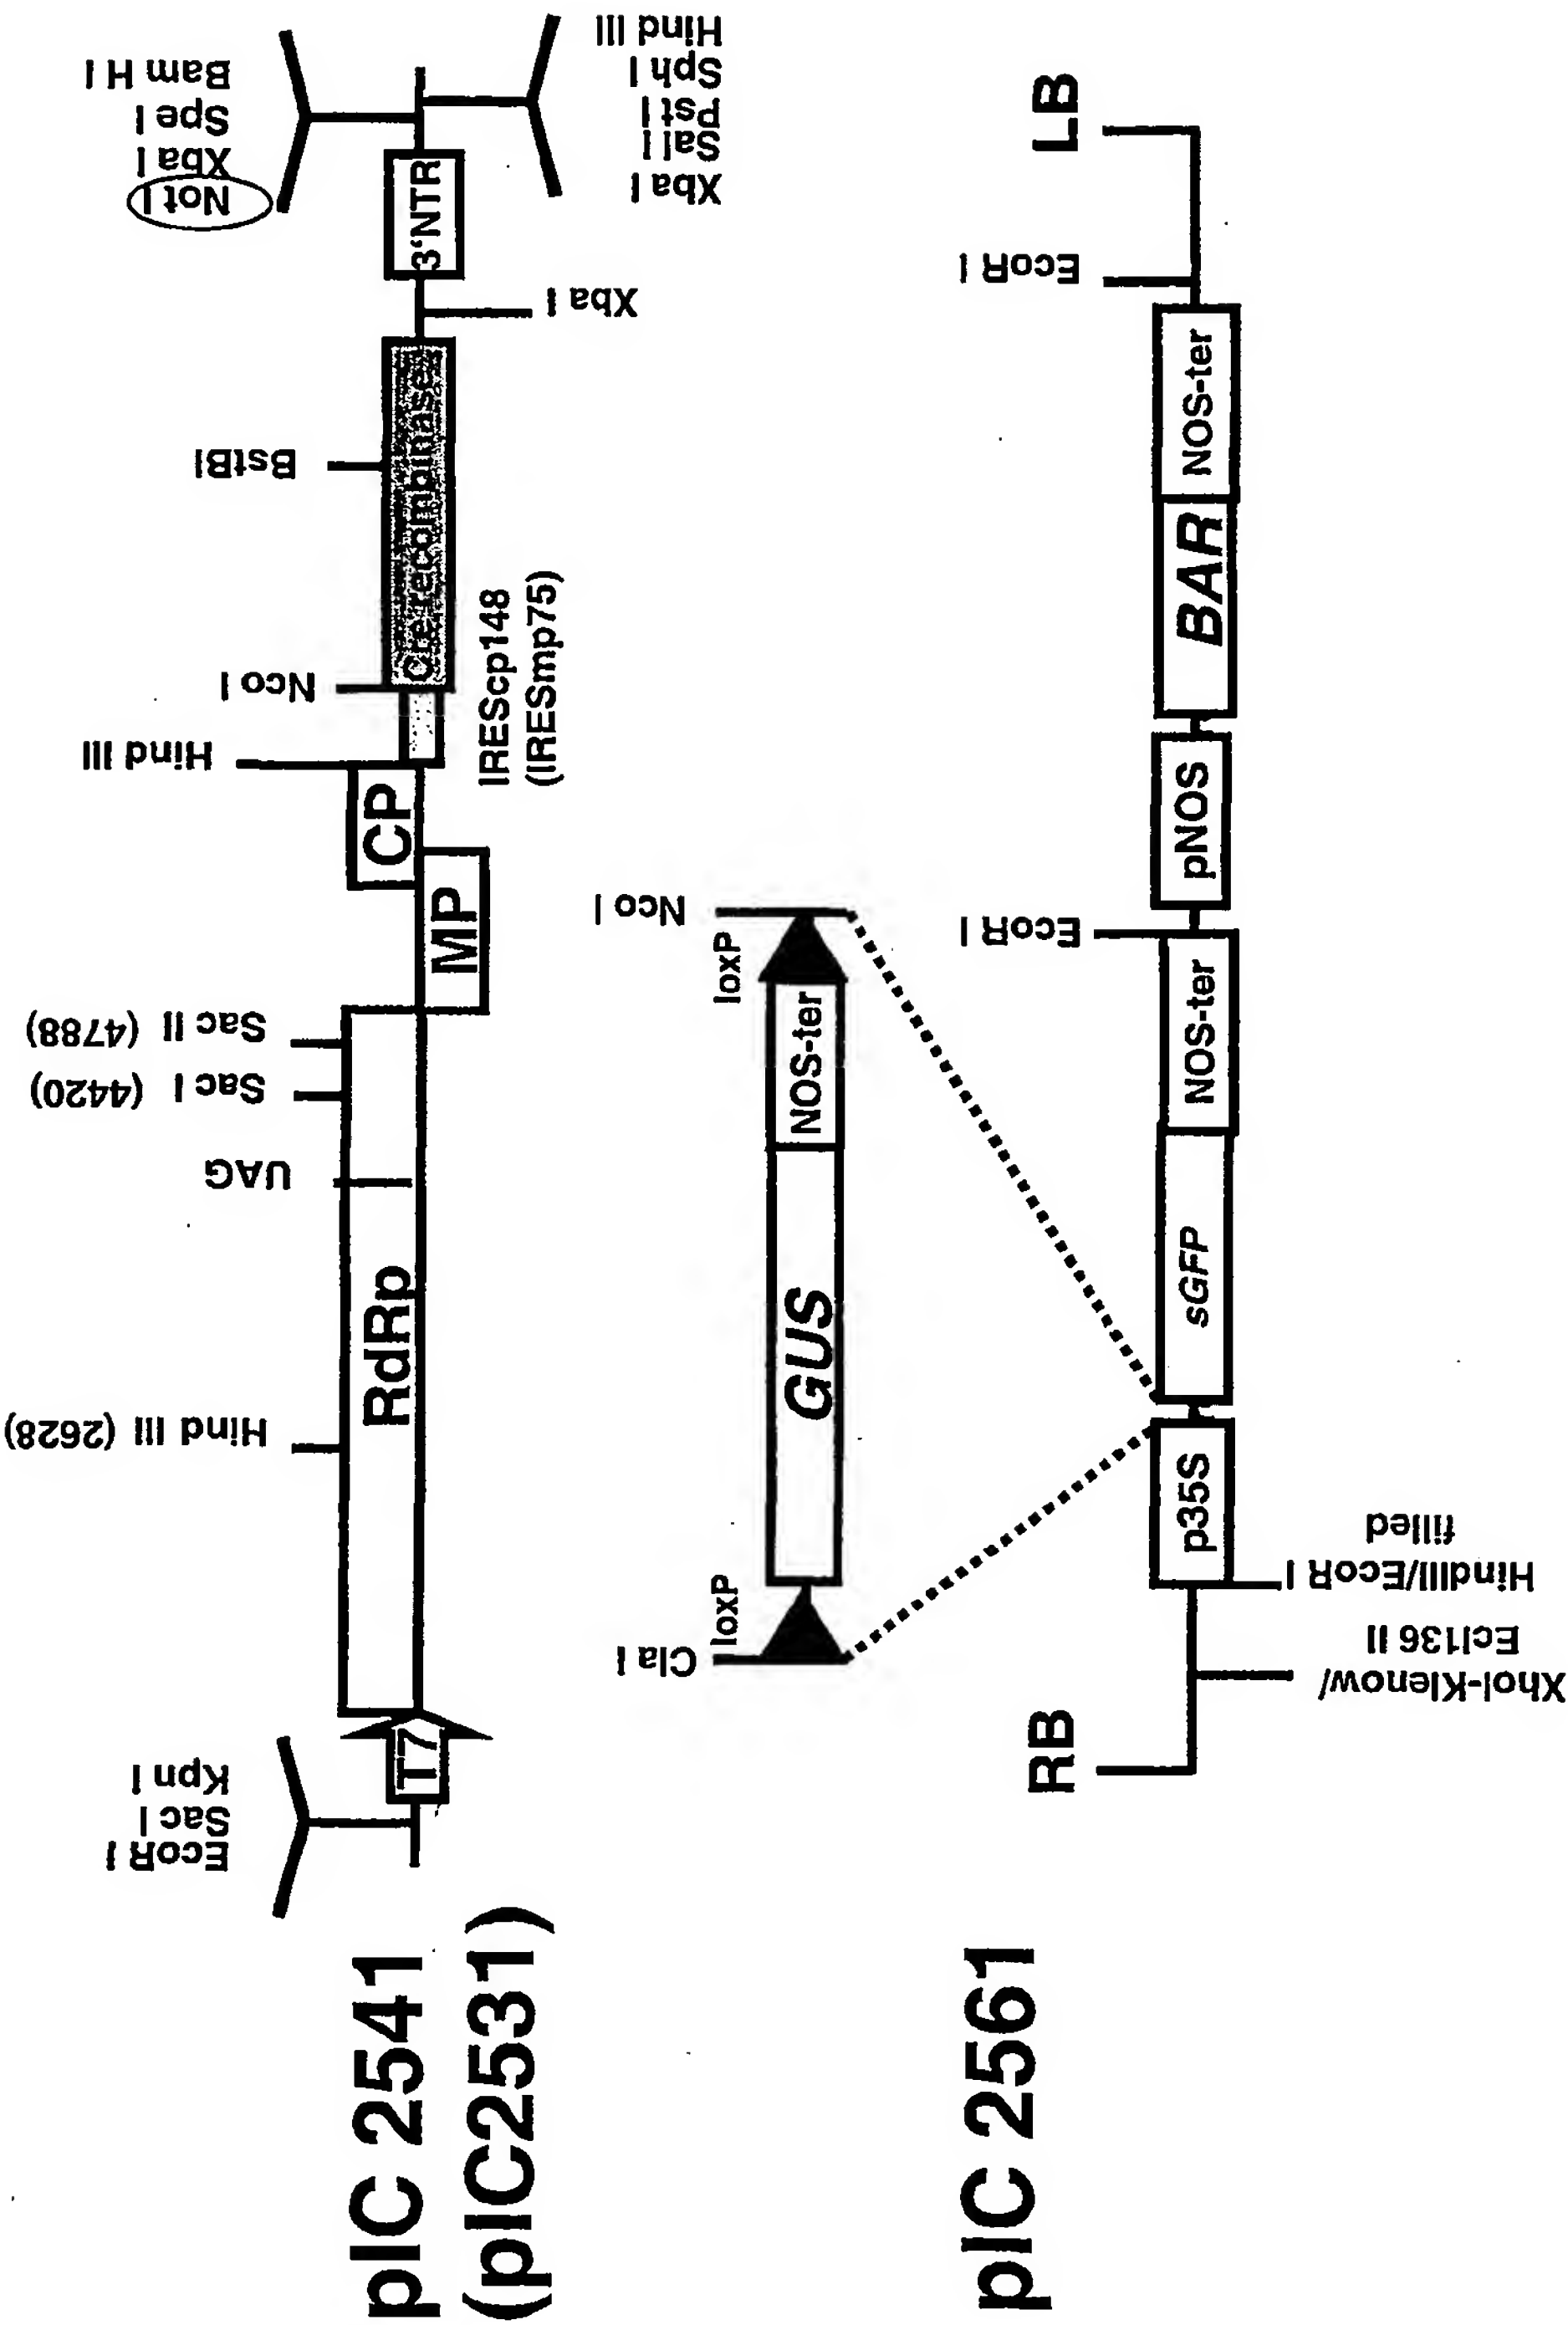 pIC 2541
(pIC2531)
EcoR I
Sac I
Kpn I
T7
RdRp
Hind III (2628)
UAG
Sac I (4420)
Sac II (4788)
MP
CP
Hind III
Nco I
IREScp148
(IRESmp75)
Cre recombinase
BstBI
Xba I
3'NTR
Not I
Xba I
Spe I
Bam H I
Xba I
Sal I
Pst I
Sph I
Hind III
Cla I
loxP
GUS
NOS-ter
loxP
Nco I
pIC 2561
RB
XhoI-Klenow/
Ecl136 II
HindIII/EcoR I
filled
p35S
sGFP
NOS-ter
EcoR I
pNOS
BAR
NOS-ter
EcoR I
LB